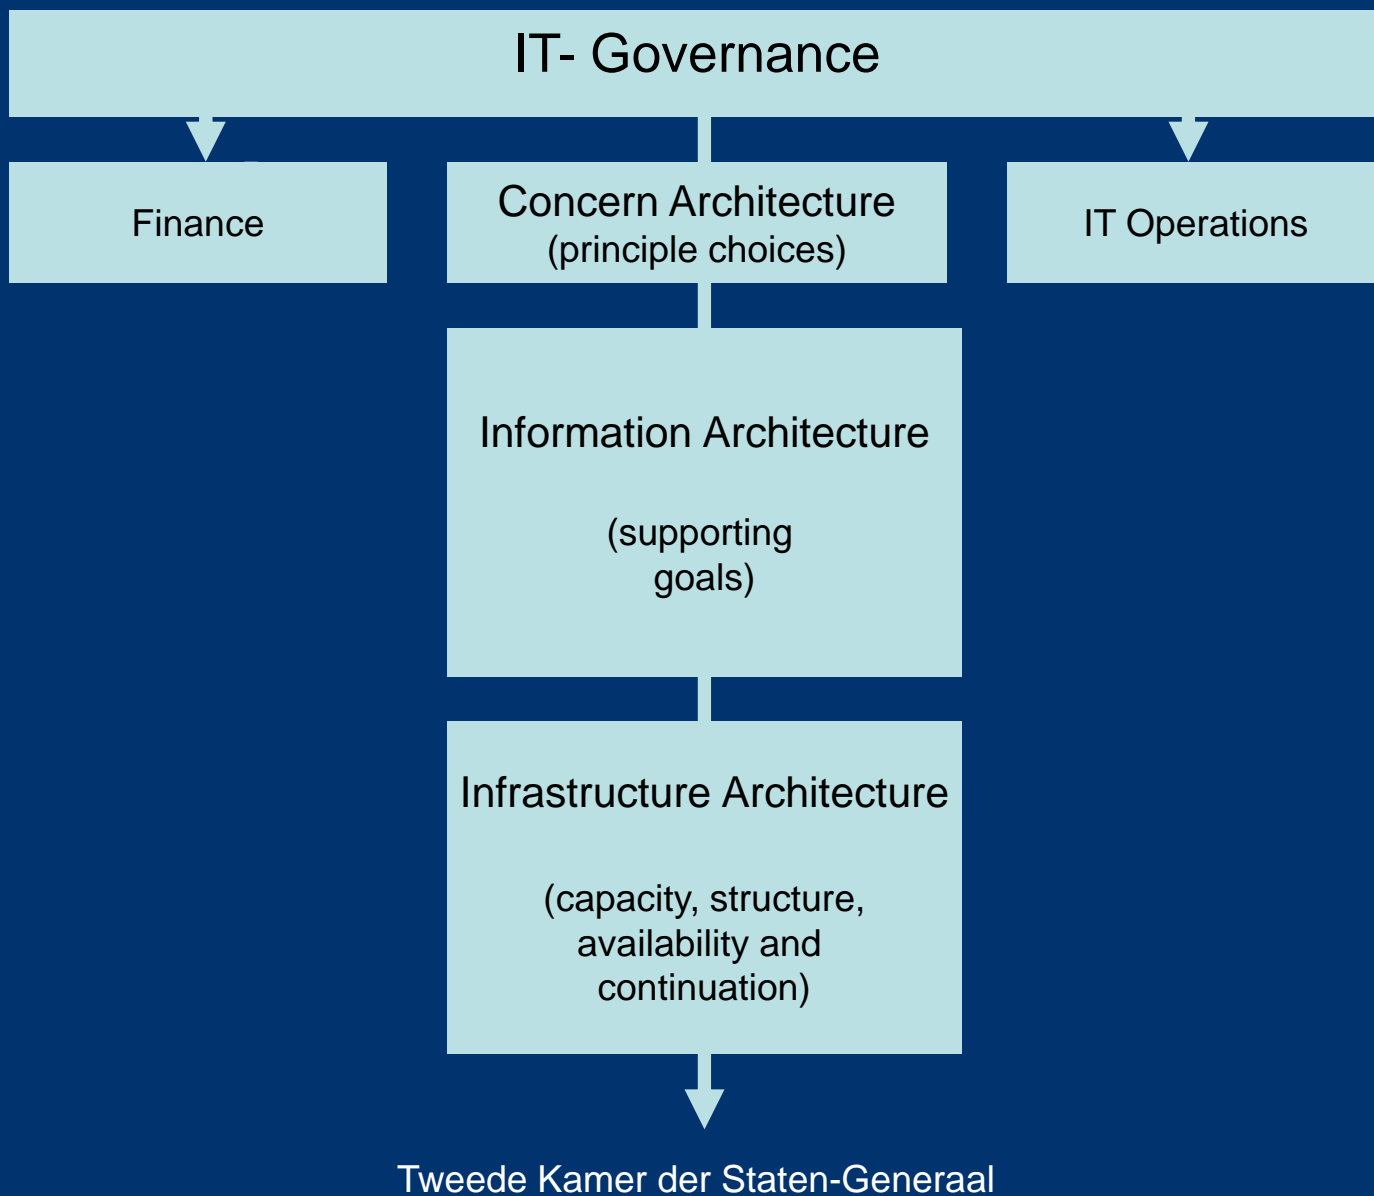 IT- Governance
Finance
Concern Architecture
(principle choices)
IT Operations
Information Architecture
(supporting
goals)
Infrastructure Architecture
(capacity, structure,
availability and
continuation)
Tweede Kamer der Staten-Generaal